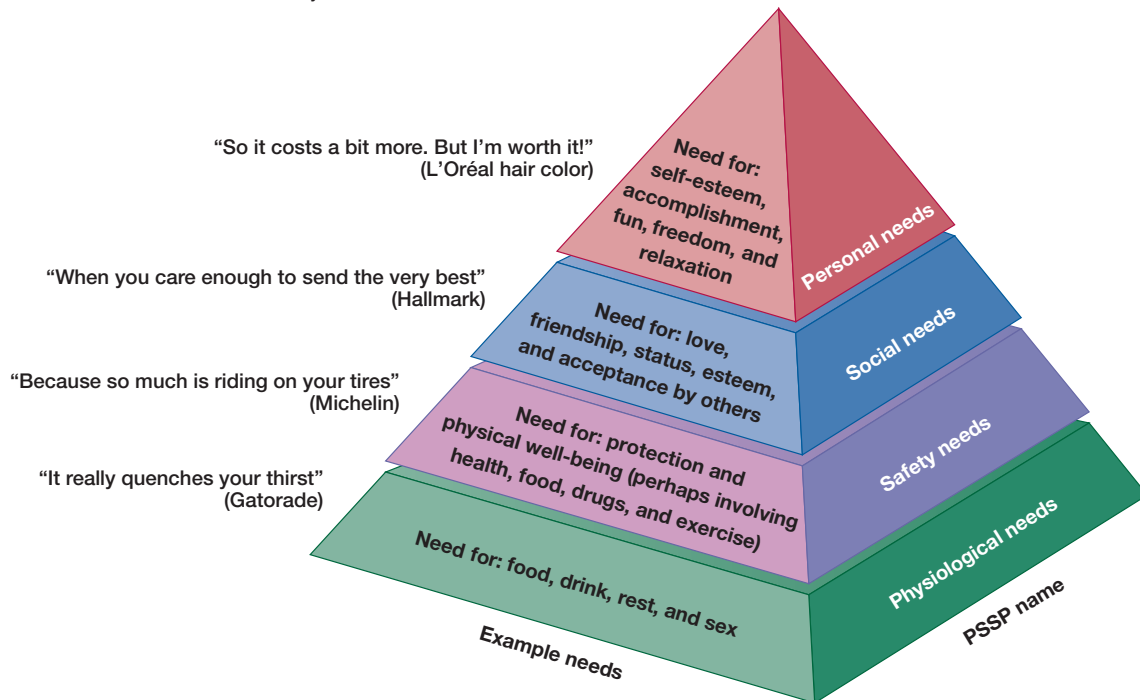 “So it costs a bit more. But I’m worth it!”
(L’Oréal hair color)
Need for:
self-esteem,
accomplishment,
fun, freedom, and
relaxation
Personal needs
“When you care enough to send the very best”
(Hallmark)
Need for: love,
friendship, status, esteem,
and acceptance by others
Social needs
“Because so much is riding on your tires”
(Michelin)
Need for: protection and
physical well-being (perhaps involving
health, food, drugs, and exercise)
Safety needs
“It really quenches your thirst”
(Gatorade)
Need for: food, drink, rest, and sex
Physiological needs
Example needs
PSSP name